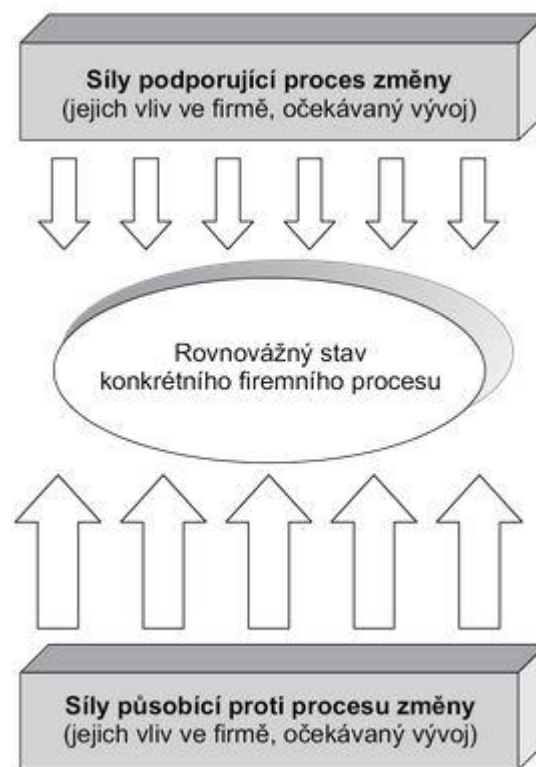 Síly podporující proces změny
(jejich vliv ve firmě, očekávaný vývoj)
Rovnovážný stav
konkrétního firemního procesu
Síly působící proti procesu změny
(jejich vliv ve firmě, očekávaný vývoj)